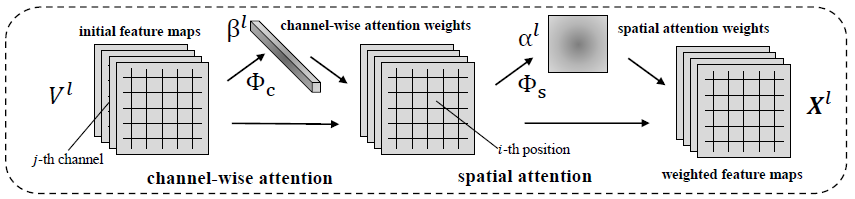 initial feature maps
β^l
channel-wise attention weights
α^l
spatial attention weights
V^l
Φ_c
Φ_s
X^l
j-th channel
i-th position
channel-wise attention
spatial attention
weighted feature maps